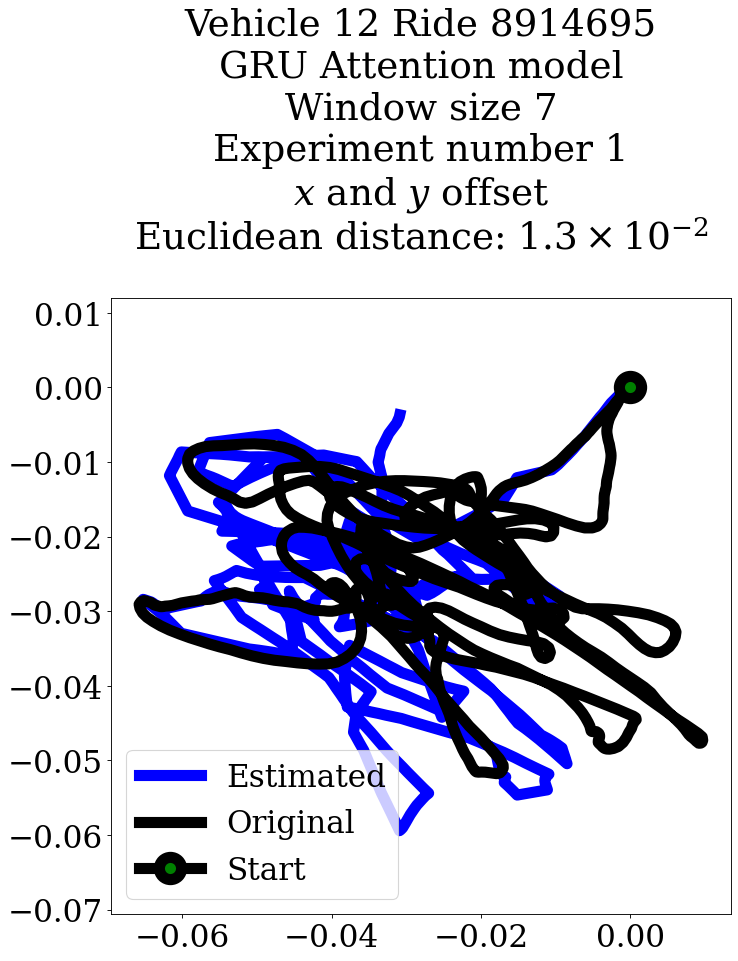 Vehicle 12 Ride 8914695
GRU Attention model
Window size 7
Experiment number 1
x and y offset
Euclidean distance: 1.3 × 10⁻²
0.01
0.00
−0.01
−0.02
−0.03
−0.04
−0.05
−0.06
−0.07
Estimated
Original
Start
−0.06 −0.04 −0.02 0.00